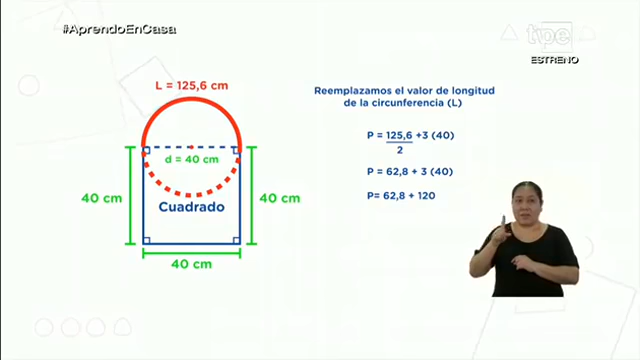 #AprendoEnCasa
tipe
ESTRENO
L = 125,6 cm
Reemplazamos el valor de longitud
de la circunferencia (L)
P = 125,6 +3 (40)
2
d = 40 cm
P = 62,8 + 3 (40)
40 cm
40 cm
P= 62,8 + 120
Cuadrado
40 cm